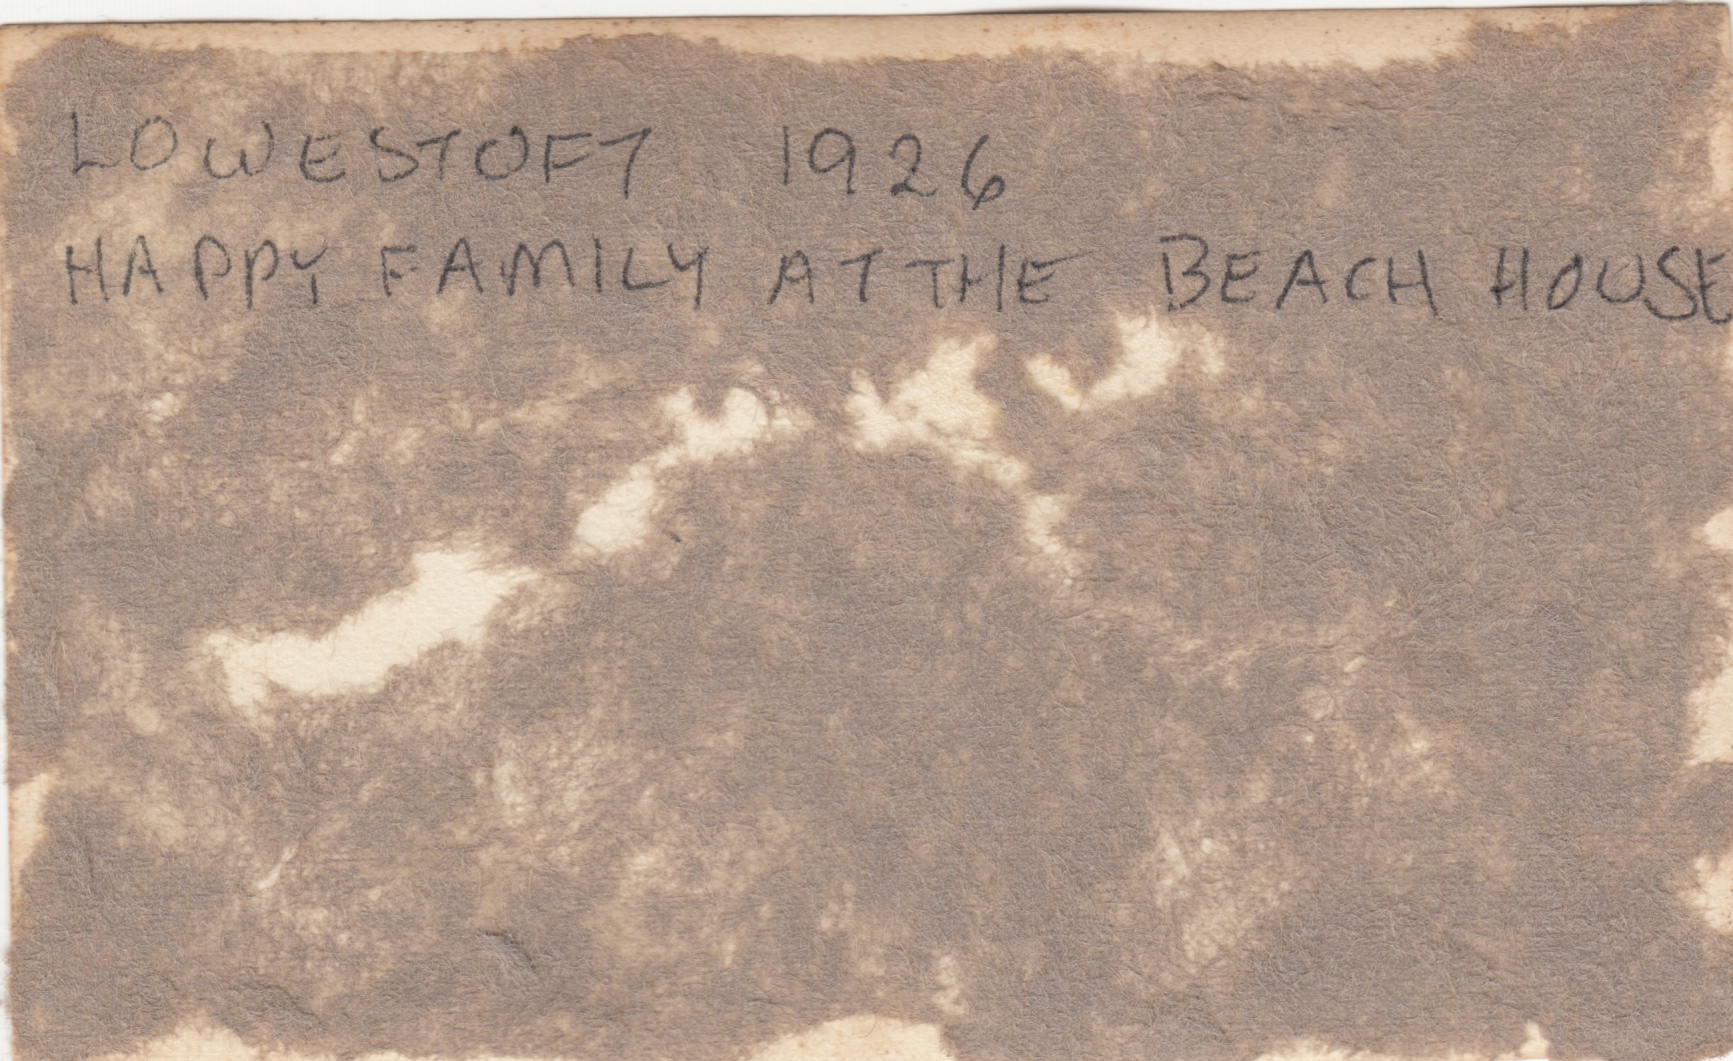 LOWESTOFT 1926
HAPPY FAMILY AT THE BEACH HOUSE